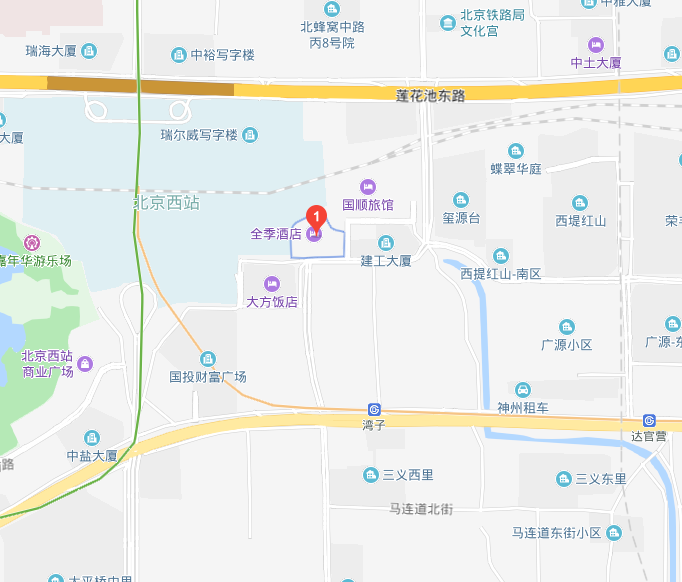 北蜂窝中路
丙8号院
北京铁路局
文化宫
中雅大厦
瑞海大厦
中裕写字楼
中土大厦
莲花池东路
大厦
瑞尔威写字楼
蝶翠华庭
北京西站
国顺旅馆
玺源台
西堤红山
1
全季酒店
嘉年华游乐场
建工大厦
西堤红山-南区
大方饭店
北京西站
商业广场
国投财富广场
广源小区
广源-东
神州租车
湾子
达官营
中盐大厦
路
三义西里
三义东里
马连道北街
马连道东街小区
太平桥中里